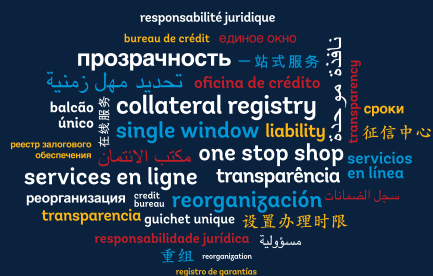 responsabilité juridique
bureau de crédit единое окно
прозрачность 一站式服务
نافذة موحدة
تحديد مهل زمنية oficina de crédito
transparency
balcão único
在线服务
collateral registry
сроки
single window liability 征信中心
реестр залогового обеспечения
مكتب الائتمان one stop shop
servicios en línea
services en ligne transparência
سجل الضمانات
реорганизация credit bureau reorganización
transparencia guichet unique 设置办理时限
responsabilidade jurídica مسؤولية
重组 reorganization
registro de garantías